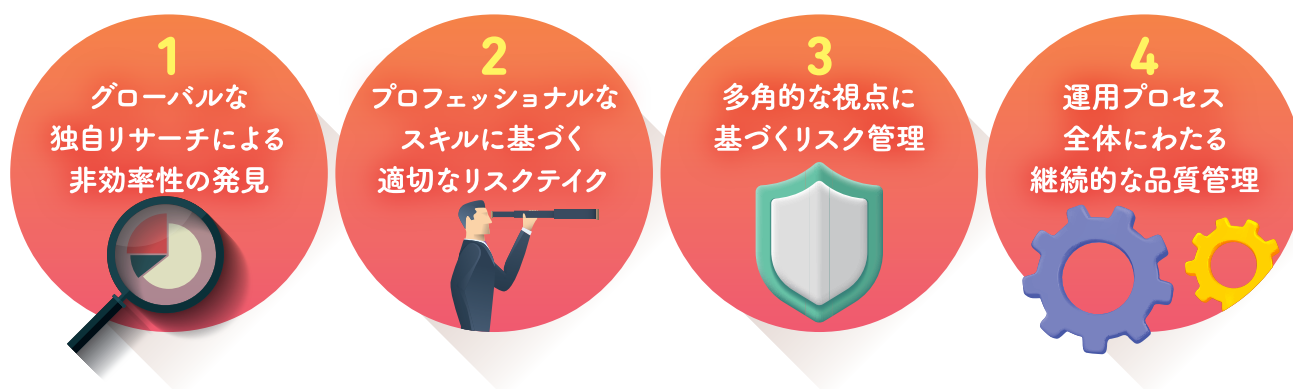 1
グローバルな
独自リサーチによる
非効率性の発見
2
プロフェッショナルな
スキルに基づく
適切なリスクテイク
3
多角的な視点に
基づくリスク管理
4
運用プロセス
全体にわたる
継続的な品質管理